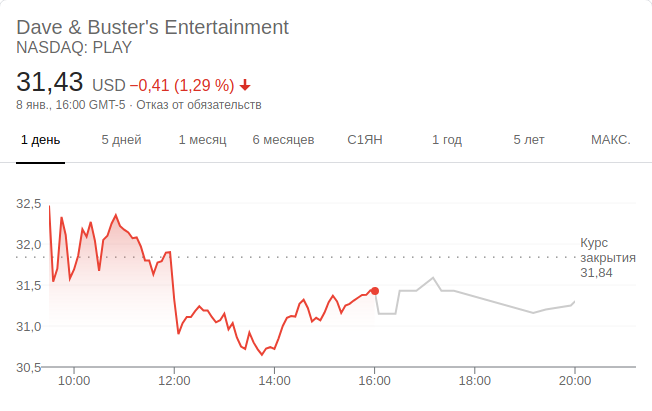 Dave & Buster's Entertainment
NASDAQ: PLAY
31,43 USD −0,41 (1,29 %)
8 янв., 16:00 GMT-5 · Отказ от обязательств
1 день 5 дней 1 месяц 6 месяцев С1ЯН 1 год 5 лет МАКС.
32,5
32,0
31,5
31,0
30,5
Курс
закрытия
31,84
10:00 12:00 14:00 16:00 18:00 20:00